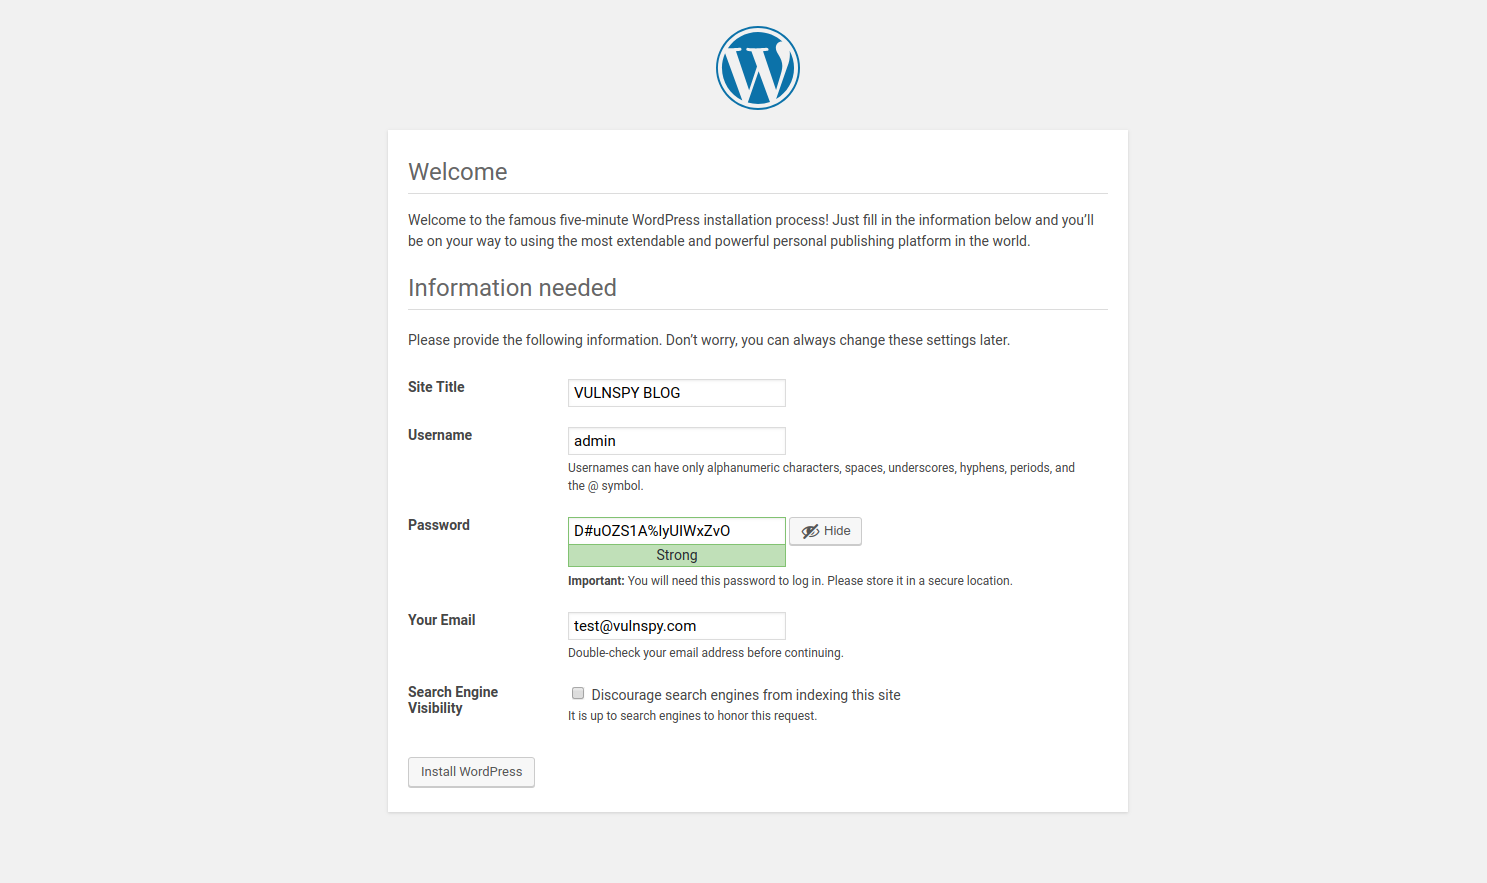 Welcome
Welcome to the famous five-minute WordPress installation process! Just fill in the information below and you’ll
be on your way to using the most extendable and powerful personal publishing platform in the world.
Information needed
Please provide the following information. Don’t worry, you can always change these settings later.
Site Title
VULNSPY BLOG
Username
admin
Usernames can have only alphanumeric characters, spaces, underscores, hyphens, periods, and
the @ symbol.
Password
D#uOZS1A%lyUIWxZvO
Hide
Strong
Important: You will need this password to log in. Please store it in a secure location.
Your Email
test@vulnspy.com
Double-check your email address before continuing.
Search Engine
Visibility
Discourage search engines from indexing this site
It is up to search engines to honor this request.
Install WordPress